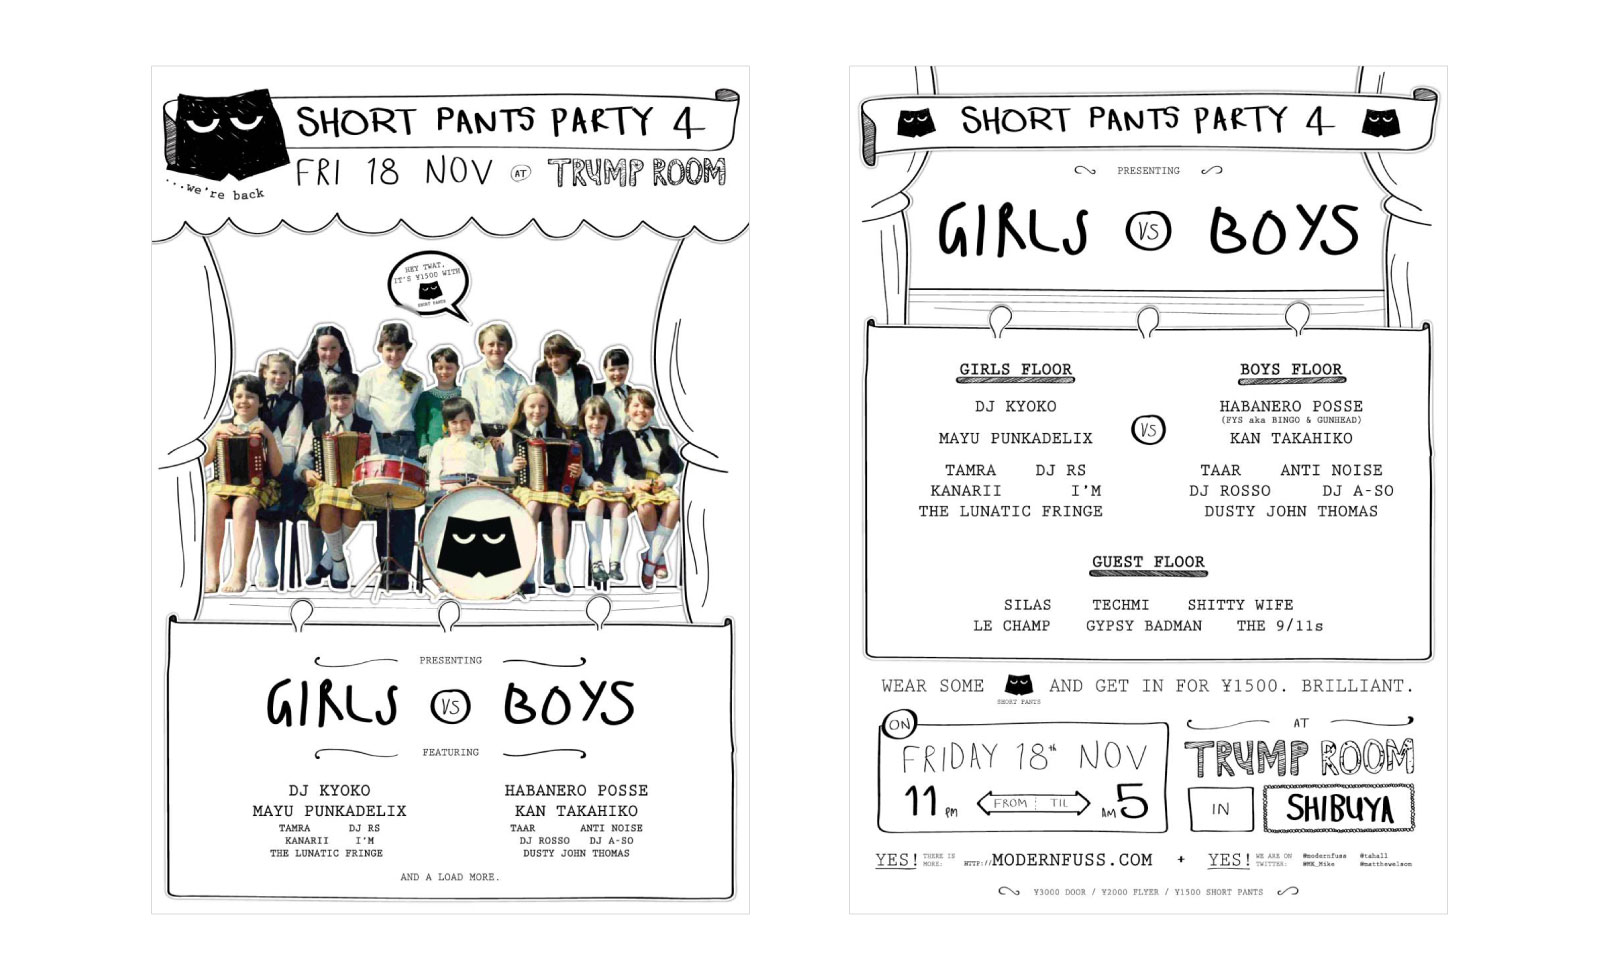 SHORT PANTS PARTY 4
...we're back
FRI 18 NOV AT TRUMP ROOM
HEY TWAT,
IT'S ¥1500 WITH
SHORT PANTS
PRESENTING
GIRLS VS BOYS
FEATURING
DJ KYOKO
MAYU PUNKADELIX
TAMRA DJ RS
KANARII I'M
THE LUNATIC FRINGE
HABANERO POSSE
KAN TAKAHIKO
TAAR ANTI NOISE
DJ ROSSO DJ A-SO
DUSTY JOHN THOMAS
AND A LOAD MORE.
SHORT PANTS PARTY 4
PRESENTING
GIRLS VS BOYS
GIRLS FLOOR
DJ KYOKO
MAYU PUNKADELIX
TAMRA DJ RS
KANARII I'M
THE LUNATIC FRINGE
VS
BOYS FLOOR
HABANERO POSSE
(FYS aka BINGO & GUNHEAD)
KAN TAKAHIKO
TAAR ANTI NOISE
DJ ROSSO DJ A-SO
DUSTY JOHN THOMAS
GUEST FLOOR
SILAS TECHMI SHITTY WIFE
LE CHAMP GYPSY BADMAN THE 9/11s
WEAR SOME SHORT PANTS AND GET IN FOR ¥1500. BRILLIANT.
ON
FRIDAY 18th NOV
11 PM FROM TIL AM 5
AT
TRUMP ROOM
IN SHIBUYA
YES! THERE IS
MORE: HTTP://MODERNFUSS.COM + YES! WE ARE ON
TWITTER: @modernfuss @tahall
@MK_Mike @matthewelson
¥3000 DOOR / ¥2000 FLYER / ¥1500 SHORT PANTS